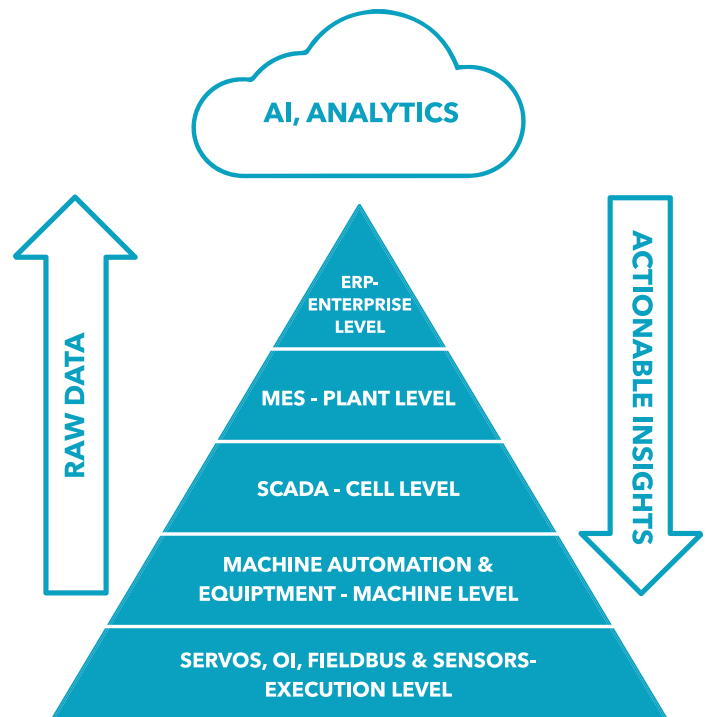 AI, ANALYTICS
RAW DATA
ACTIONABLE INSIGHTS
ERP-
ENTERPRISE
LEVEL
MES - PLANT LEVEL
SCADA - CELL LEVEL
MACHINE AUTOMATION &
EQUIPTMENT - MACHINE LEVEL
SERVOS, OI, FIELDBUS & SENSORS-
EXECUTION LEVEL